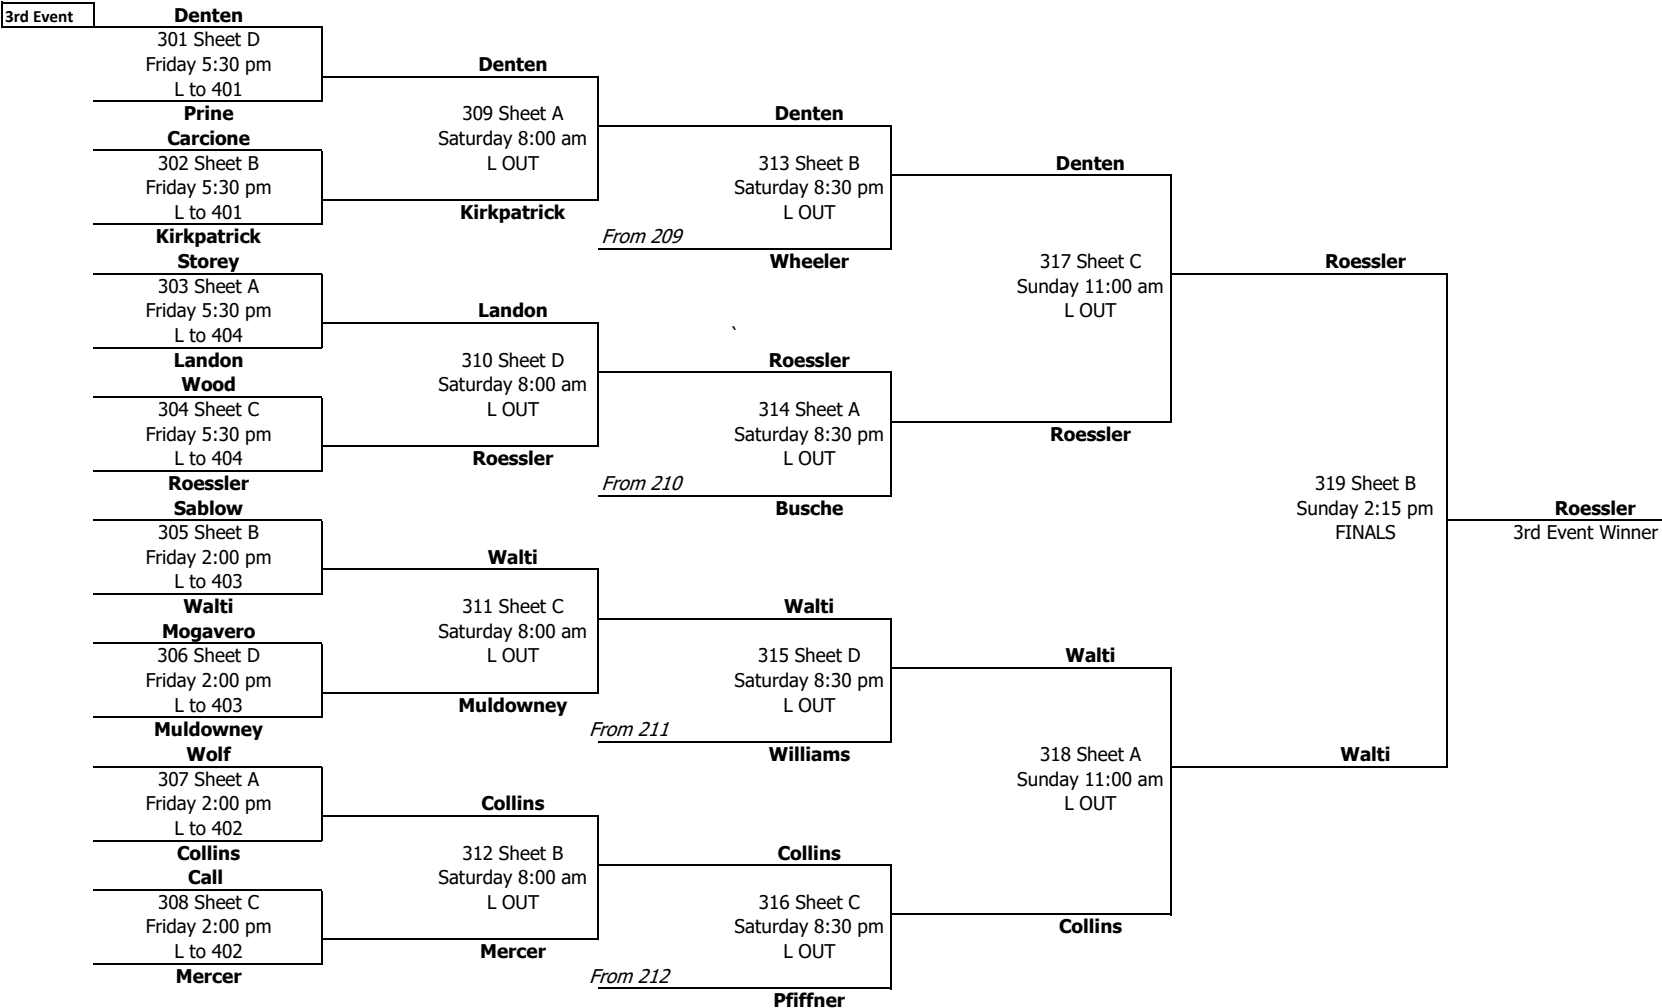 3rd Event
Denten
301 Sheet D
Friday 5:30 pm
L to 401
Prine
Carcione
302 Sheet B
Friday 5:30 pm
L to 401
Kirkpatrick
Storey
303 Sheet A
Friday 5:30 pm
L to 404
Landon
Wood
304 Sheet C
Friday 5:30 pm
L to 404
Roessler
Sablow
305 Sheet B
Friday 2:00 pm
L to 403
Walti
Mogavero
306 Sheet D
Friday 2:00 pm
L to 403
Muldowney
Wolf
307 Sheet A
Friday 2:00 pm
L to 402
Collins
Call
308 Sheet C
Friday 2:00 pm
L to 402
Mercer
Denten
309 Sheet A
Saturday 8:00 am
L OUT
Kirkpatrick
Landon
310 Sheet D
Saturday 8:00 am
L OUT
Roessler
Walti
311 Sheet C
Saturday 8:00 am
L OUT
Muldowney
Collins
312 Sheet B
Saturday 8:00 am
L OUT
Mercer
Denten
313 Sheet B
Saturday 8:30 pm
L OUT
From 209
Wheeler
`
Roessler
314 Sheet A
Saturday 8:30 pm
L OUT
From 210
Busche
Walti
315 Sheet D
Saturday 8:30 pm
L OUT
From 211
Williams
Collins
316 Sheet C
Saturday 8:30 pm
L OUT
From 212
Pfiffner
Denten
317 Sheet C
Sunday 11:00 am
L OUT
Roessler
Walti
318 Sheet A
Sunday 11:00 am
L OUT
Collins
Roessler
319 Sheet B
Sunday 2:15 pm
FINALS
Walti
Roessler
3rd Event Winner